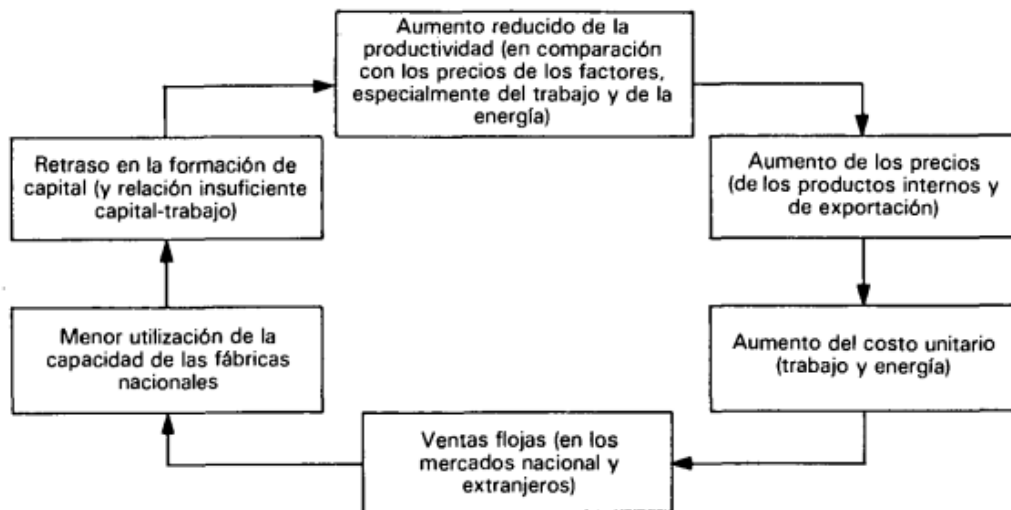 Aumento reducido de la
productividad (en comparación
con los precios de los factores,
especialmente del trabajo y de la
energía)
Aumento de los precios
(de los productos internos y
de exportación)
Aumento del costo unitario
(trabajo y energía)
Ventas flojas (en los
mercados nacional y
extranjeros)
Menor utilización de la
capacidad de las fábricas
nacionales
Retraso en la formación de
capital (y relación insuficiente
capital-trabajo)